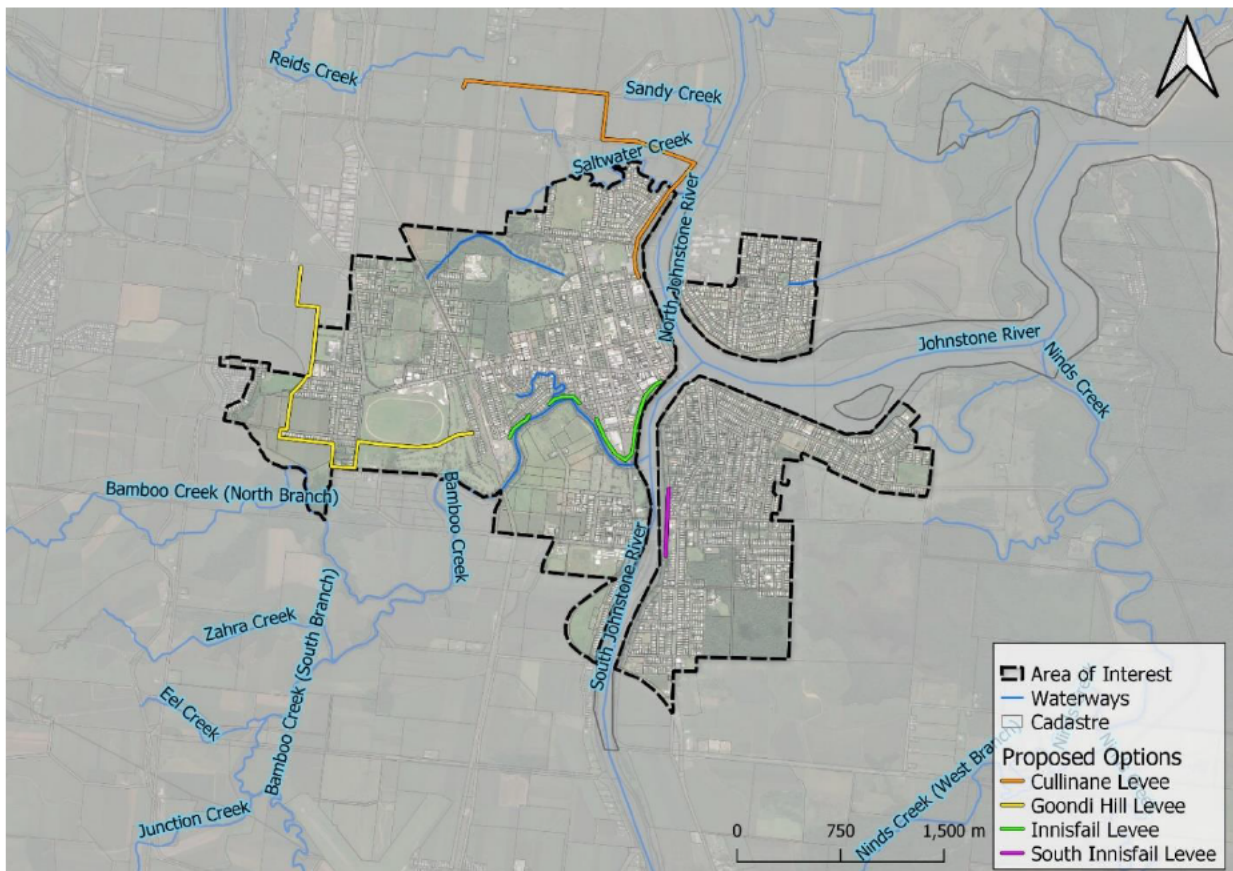 Reids Creek
Sandy Creek
Saltwater Creek
North Johnstone River
Johnstone River
Ninds Creek
Bamboo Creek (North Branch)
Bamboo Creek
South Johnstone River
Zahra Creek
Bamboo Creek (South Branch)
Eel Creek
Junction Creek
Ninds Creek (West Branch)
Ninds Creek
Area of Interest
Waterways
Cadastre
Proposed Options
Cullinane Levee
Goondi Hill Levee
Innisfail Levee
South Innisfail Levee
0 750 1,500 m